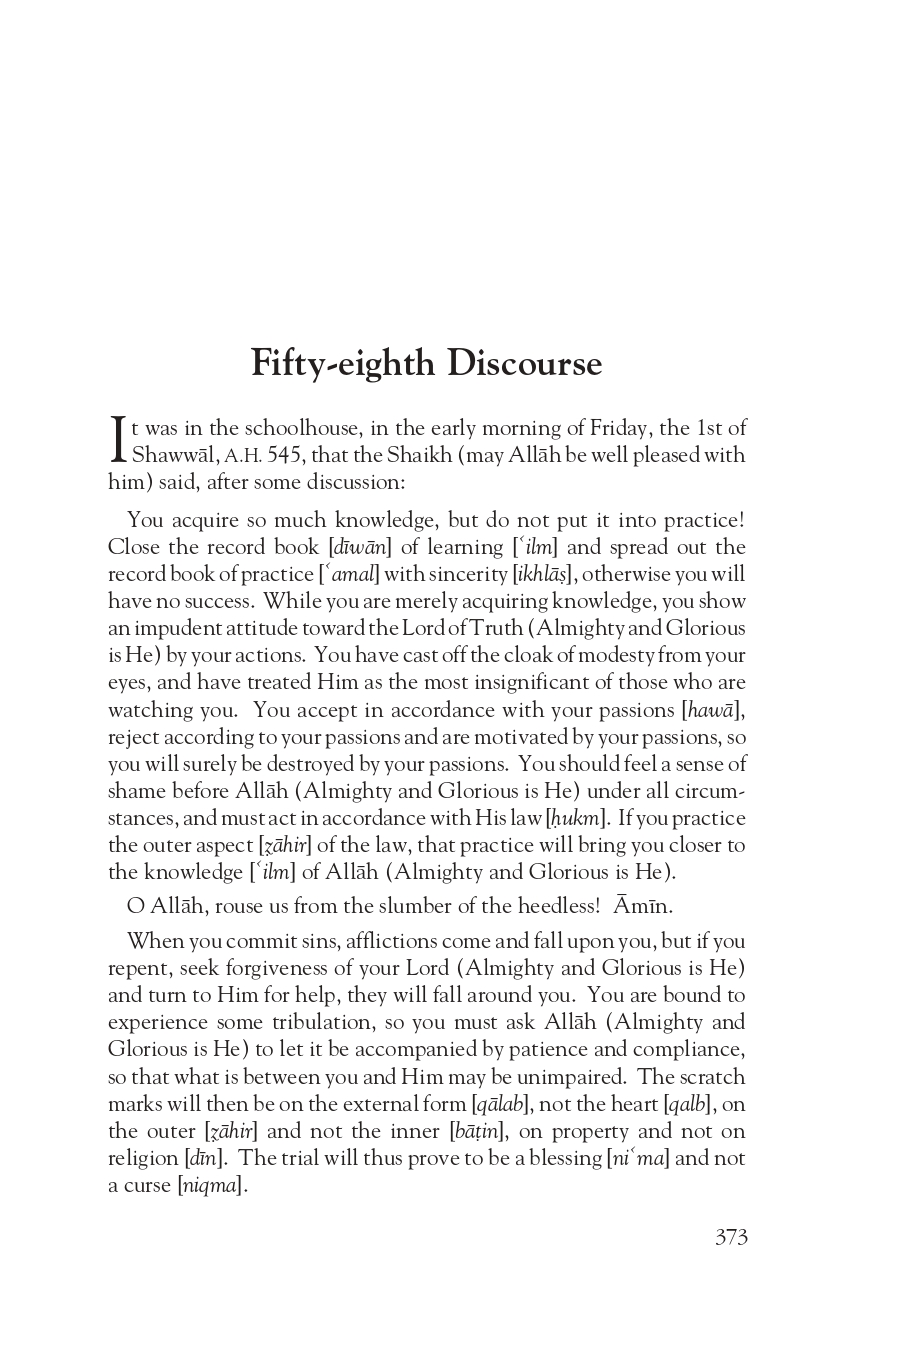 Fifty-eighth Discourse
It was in the schoolhouse, in the early morning of Friday, the 1st of
Shawwāl, A.H. 545, that the Shaikh (may Allāh be well pleased with
him) said, after some discussion:
You acquire so much knowledge, but do not put it into practice!
Close the record book [dīwān] of learning [ʿilm] and spread out the
record book of practice [ʿamal] with sincerity [ikhlāṣ], otherwise you will
have no success. While you are merely acquiring knowledge, you show
an impudent attitude toward the Lord of Truth (Almighty and Glorious
is He) by your actions. You have cast off the cloak of modesty from your
eyes, and have treated Him as the most insignificant of those who are
watching you. You accept in accordance with your passions [hawā],
reject according to your passions and are motivated by your passions, so
you will surely be destroyed by your passions. You should feel a sense of
shame before Allāh (Almighty and Glorious is He) under all circum-
stances, and must act in accordance with His law [ḥukm]. If you practice
the outer aspect [ẓāhir] of the law, that practice will bring you closer to
the knowledge [ʿilm] of Allāh (Almighty and Glorious is He).
O Allāh, rouse us from the slumber of the heedless! Āmīn.
When you commit sins, afflictions come and fall upon you, but if you
repent, seek forgiveness of your Lord (Almighty and Glorious is He)
and turn to Him for help, they will fall around you. You are bound to
experience some tribulation, so you must ask Allāh (Almighty and
Glorious is He) to let it be accompanied by patience and compliance,
so that what is between you and Him may be unimpaired. The scratch
marks will then be on the external form [qālab], not the heart [qalb], on
the outer [ẓāhir] and not the inner [bāṭin], on property and not on
religion [dīn]. The trial will thus prove to be a blessing [niʿma] and not
a curse [niqma].
373